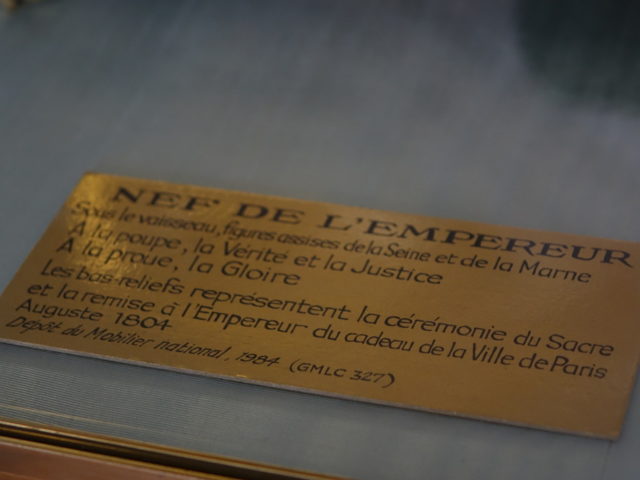 NEF DE L'EMPEREUR
Sous le vaisseau, figures assises de la Seine et de la Marne
A la poupe, la Vérité et la Justice
A la proue, la Gloire
Les bas-reliefs représentent la cérémonie du Sacre
et la remise à l'Empereur du cadeau de la Ville de Paris
Auguste 1804
Dépôt du Mobilier national, 1984 (GMLC 327)